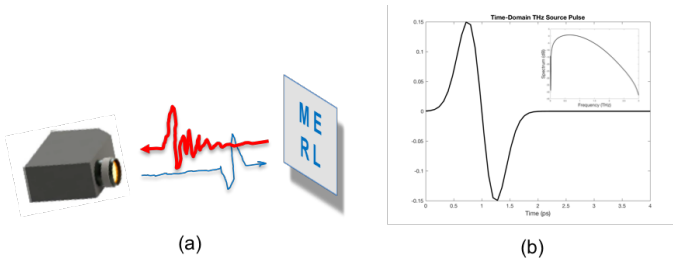 M E
R L
(a)
Time-Domain THz Source Pulse
0.15
0.1
0.05
0
-0.05
-0.1
-0.15
0
0.5
1
1.5
2
2.5
3
3.5
4
Time (ps)
Spectrum (dB)
Frequency (THz)
(b)